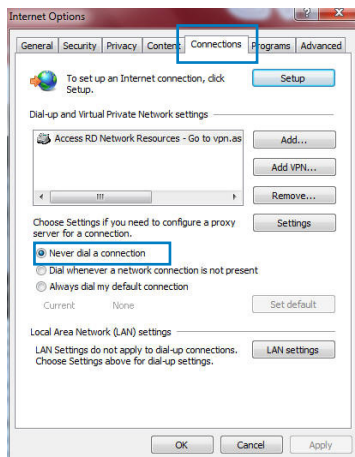 Internet Options
General Security Privacy Content Connections Programs Advanced
To set up an Internet connection, click
Setup.
Setup
Dial-up and Virtual Private Network settings
Access RD Network Resources - Go to vpn.as
Add...
Add VPN...
Remove...
Choose Settings if you need to configure a proxy
server for a connection.
Settings
Never dial a connection
Dial whenever a network connection is not present
Always dial my default connection
Current None
Set default
Local Area Network (LAN) settings
LAN Settings do not apply to dial-up connections.
Choose Settings above for dial-up settings.
LAN settings
OK Cancel Apply